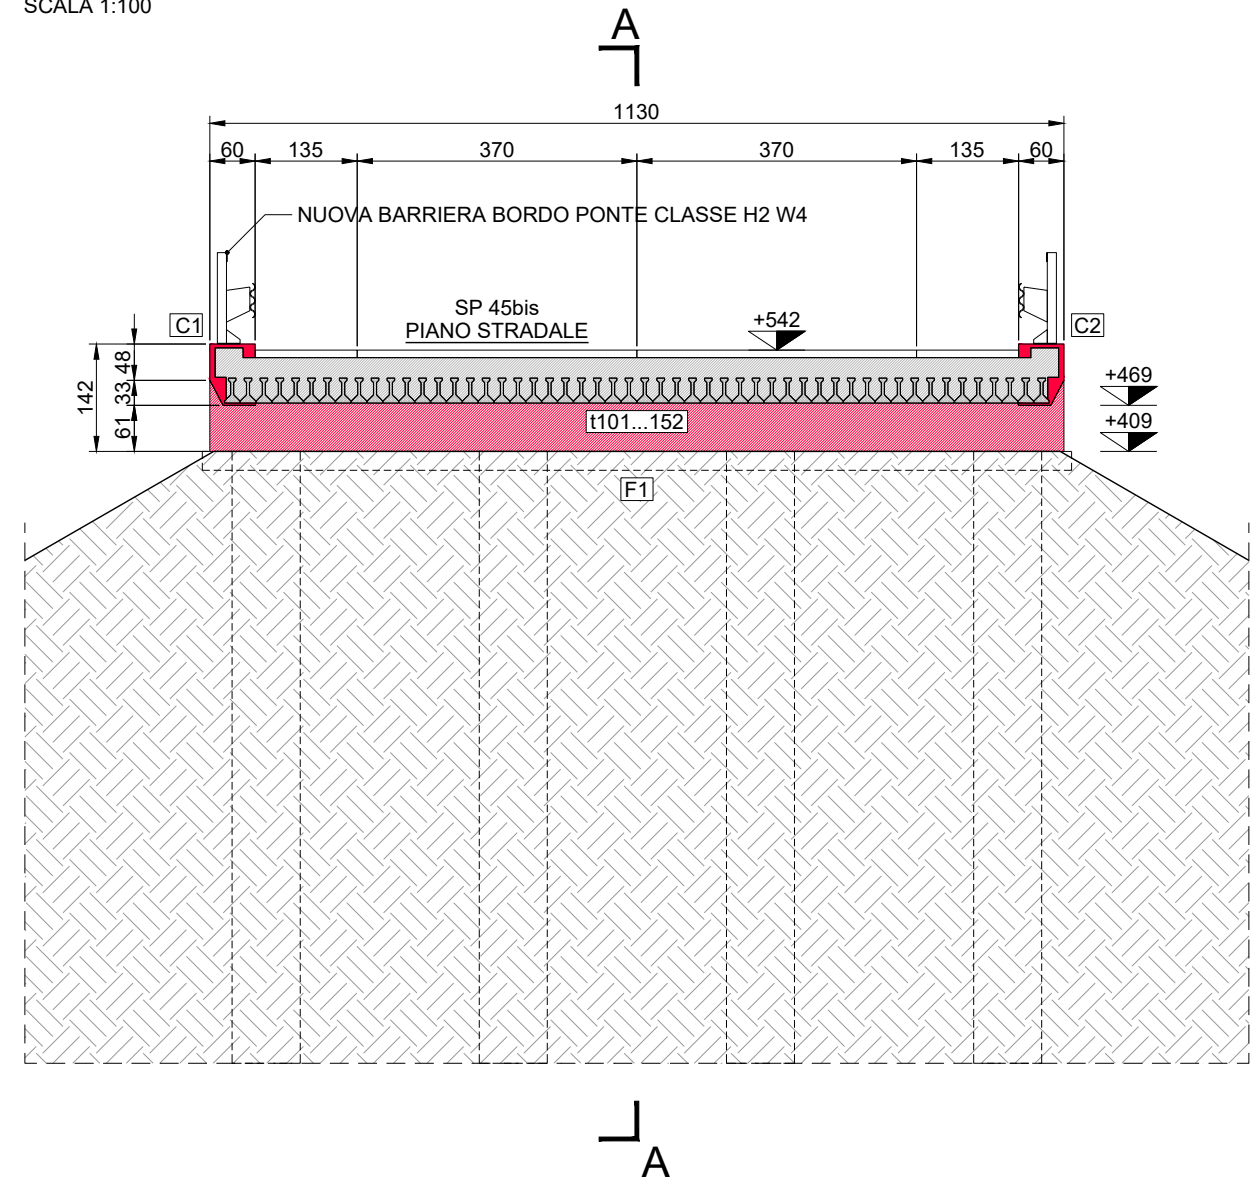 SCALA 1:100
A
1130
60
135
370
370
135
60
NUOVA BARRIERA BORDO PONTE CLASSE H2 W4
SP 45bis
PIANO STRADALE
+542
C1
C2
142
48
33
61
+469
+409
t101...152
F1
A